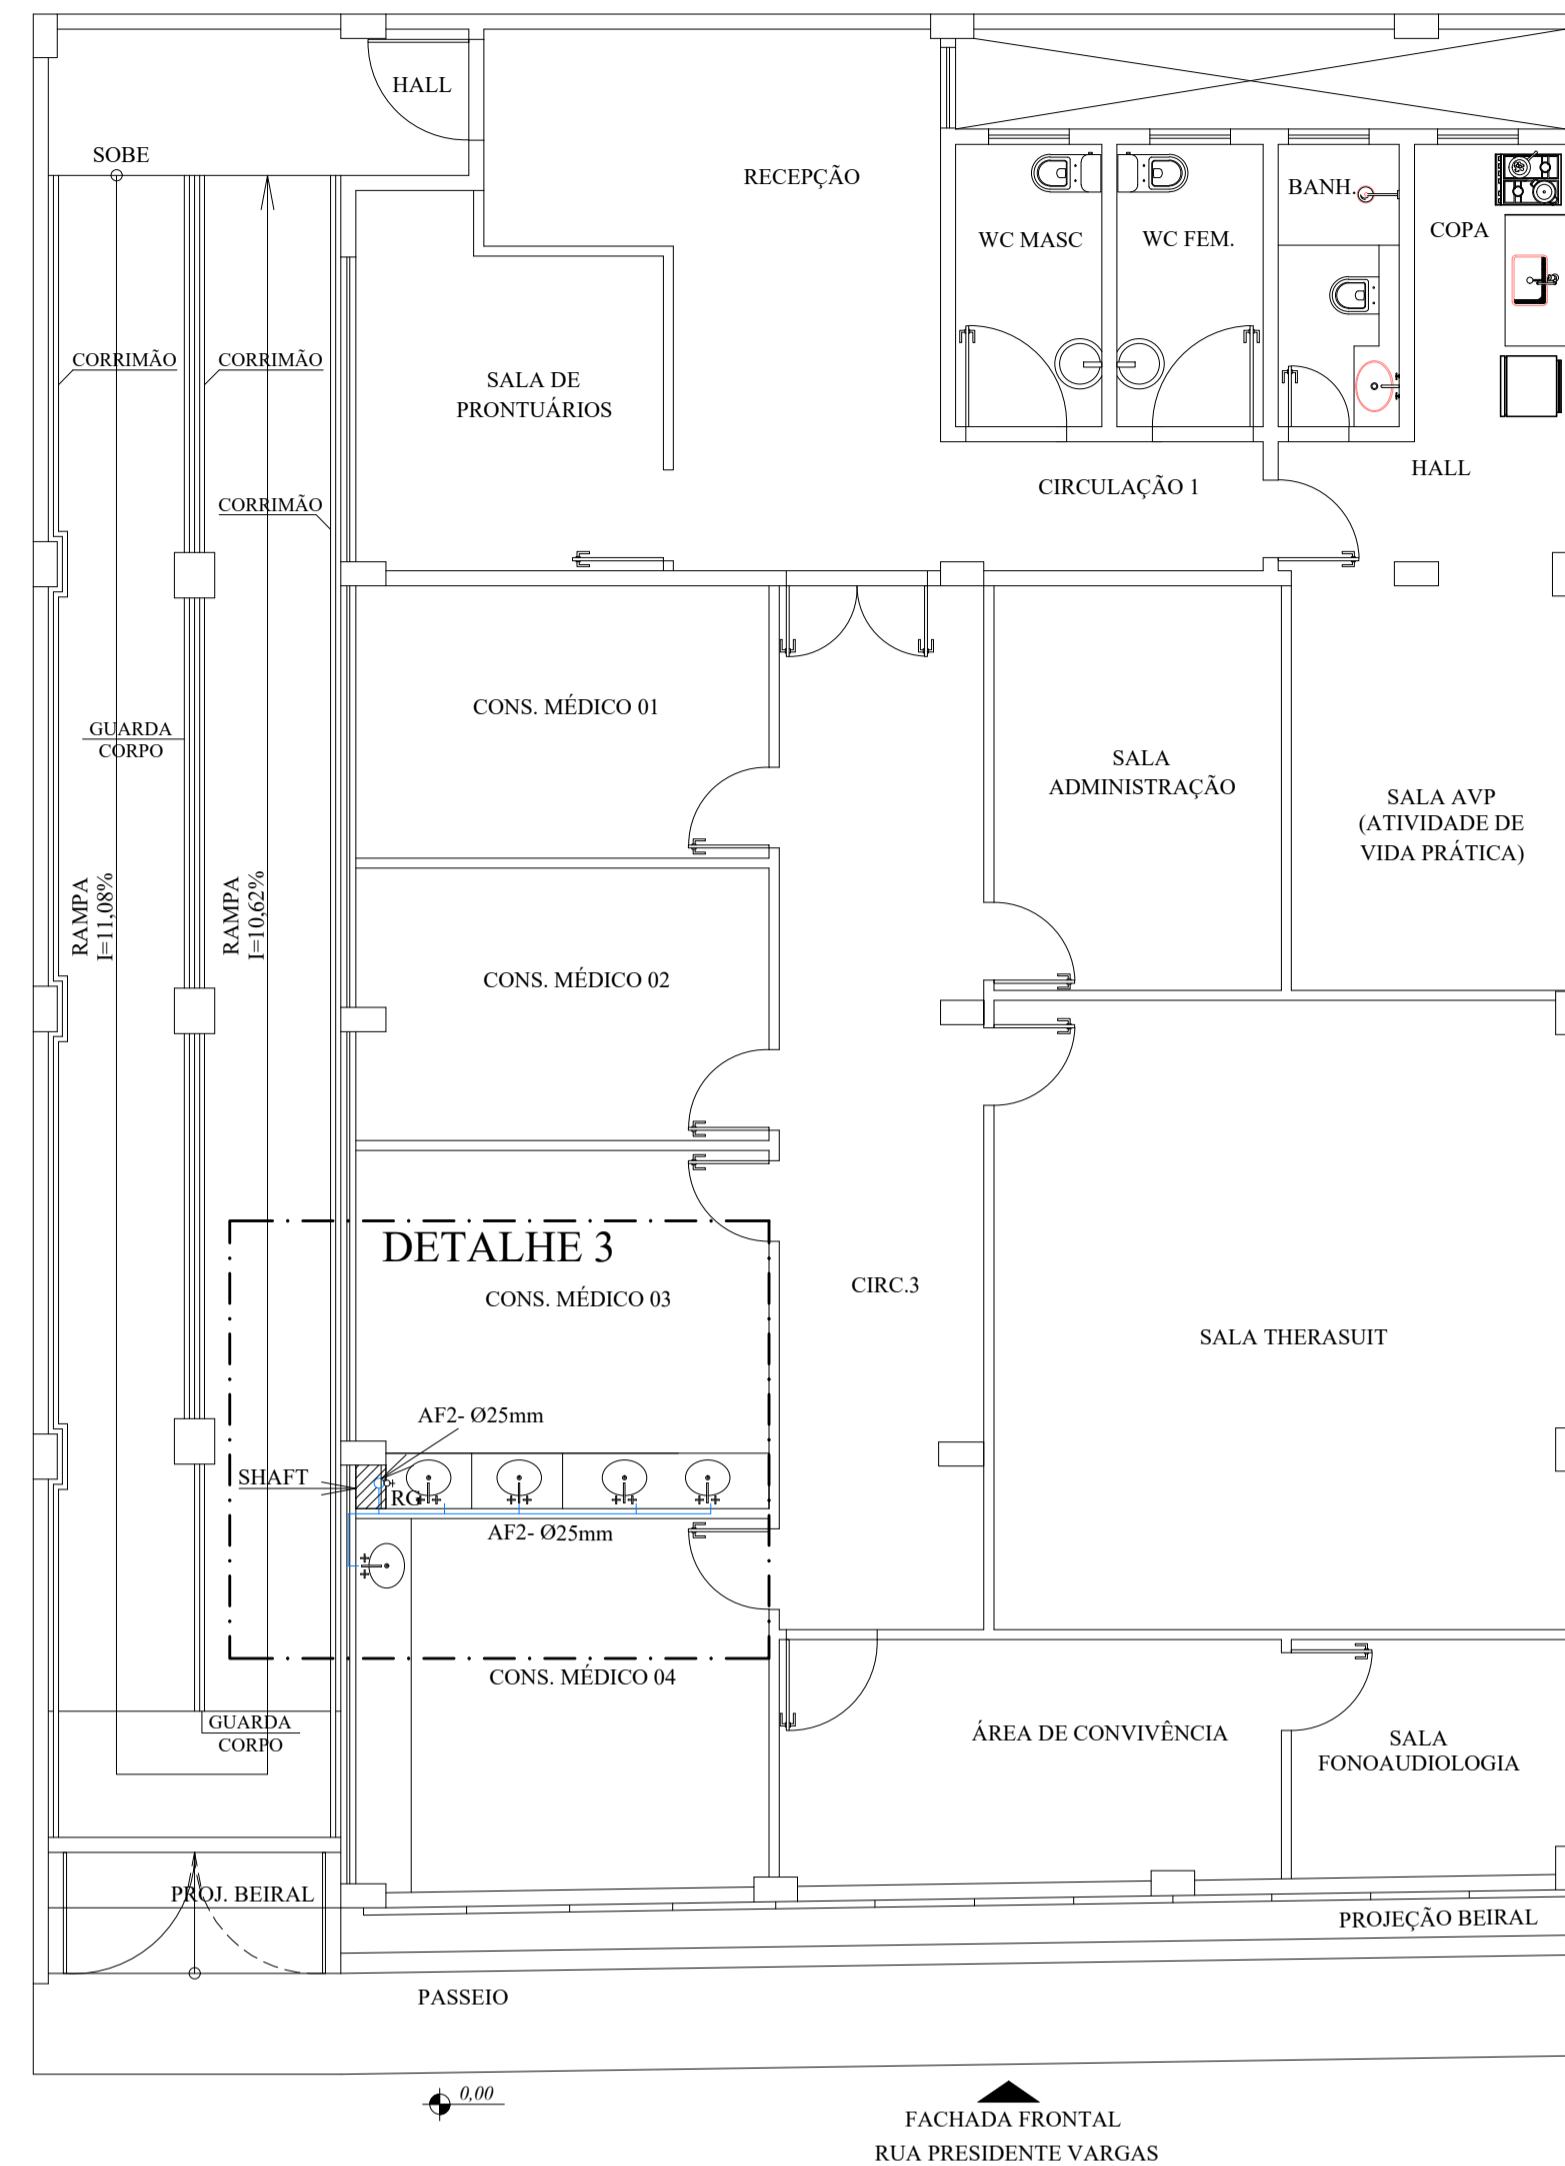 HALL
SOBE
RECEPÇÃO
BANH.
COPA
WC MASC
WC FEM.
CORRIMÃO
CORRIMÃO
SALA DE
PRONTUÁRIOS
HALL
CIRCULAÇÃO 1
CORRIMÃO
CONS. MÉDICO 01
GUARDA
CORPO
SALA
ADMINISTRAÇÃO
SALA AVP
(ATIVIDADE DE
VIDA PRÁTICA)
RAMPA
I=11,08%
RAMPA
I=10,62%
CONS. MÉDICO 02
DETALHE 3
CONS. MÉDICO 03
CIRC.3
SALA THERASUIT
AF2- Ø25mm
SHAFT
RG
AF2- Ø25mm
CONS. MÉDICO 04
GUARDA
CORPO
ÁREA DE CONVIVÊNCIA
SALA
FONOAUDIOLOGIA
PROJ. BEIRAL
PROJEÇÃO BEIRAL
PASSEIO
0,00
FACHADA FRONTAL
RUA PRESIDENTE VARGAS